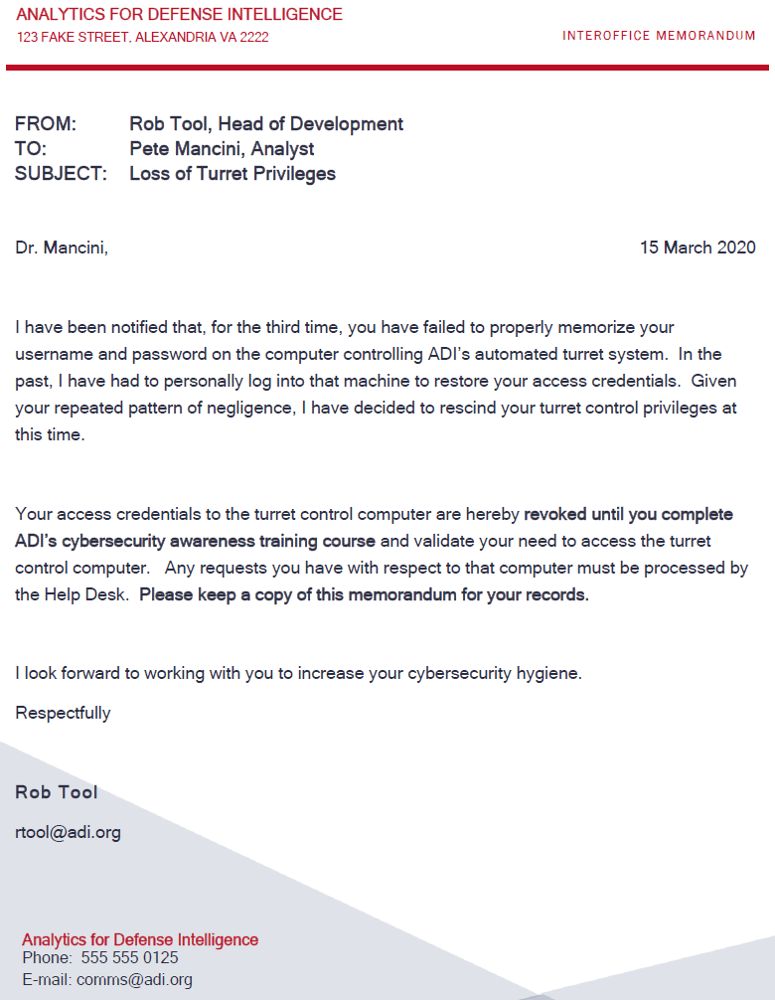 ANALYTICS FOR DEFENSE INTELLIGENCE
123 FAKE STREET, ALEXANDRIA VA 2222
INTEROFFICE MEMORANDUM
FROM: Rob Tool, Head of Development
TO: Pete Mancini, Analyst
SUBJECT: Loss of Turret Privileges
Dr. Mancini, 15 March 2020
I have been notified that, for the third time, you have failed to properly memorize your
username and password on the computer controlling ADI's automated turret system. In the
past, I have had to personally log into that machine to restore your access credentials. Given
your repeated pattern of negligence, I have decided to rescind your turret control privileges at
this time.
Your access credentials to the turret control computer are hereby revoked until you complete
ADI's cybersecurity awareness training course and validate your need to access the turret
control computer. Any requests you have with respect to that computer must be processed by
the Help Desk. Please keep a copy of this memorandum for your records.
I look forward to working with you to increase your cybersecurity hygiene.
Respectfully
Rob Tool
rtool@adi.org
Analytics for Defense Intelligence
Phone: 555 555 0125
E-mail: comms@adi.org